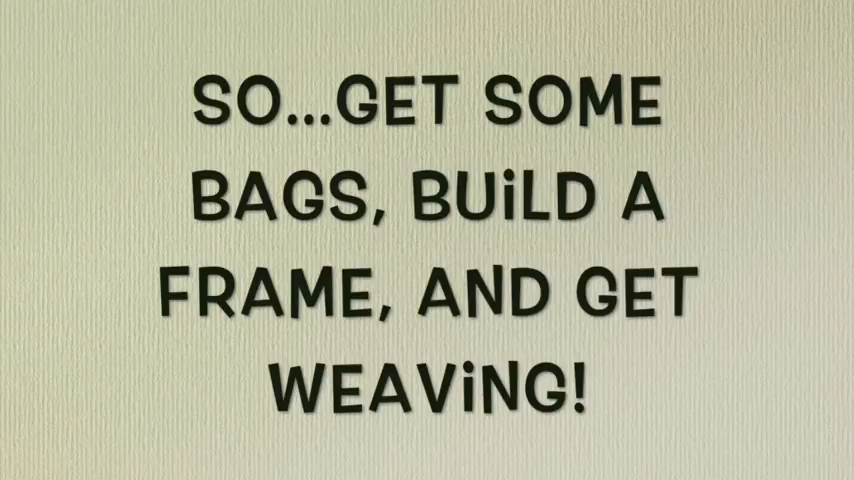 SO...GET SOME
BAGS, BUiLD A
FRAME, AND GET
WEAViNG!